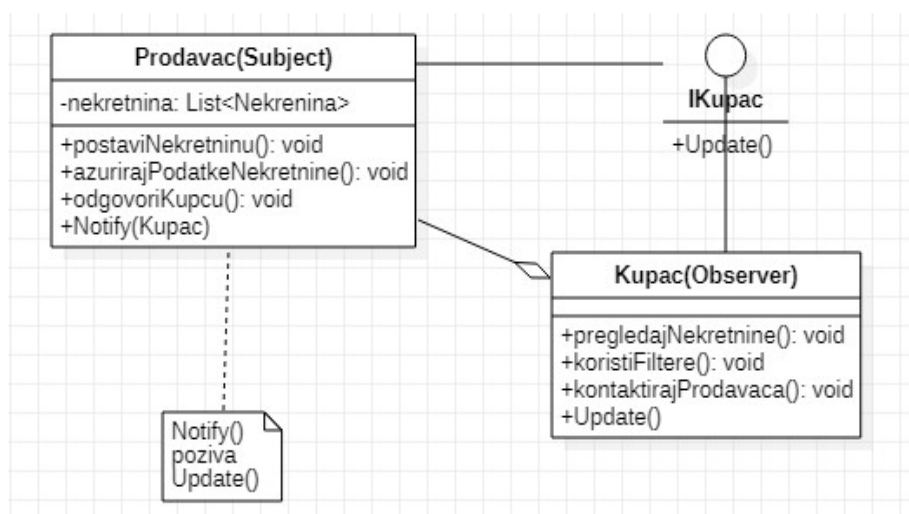 Prodavac(Subject)
-nekretnina: List<Nekrenina>
+postaviNekretninu(): void
+azurirajPodatkeNekretnine(): void
+odgovoriKupcu(): void
+Notify(Kupac)
IKupac
+Update()
Kupac(Observer)
+pregledajNekretnine(): void
+koristiFiltere(): void
+kontaktirajProdavaca(): void
+Update()
Notify()
poziva
Update()